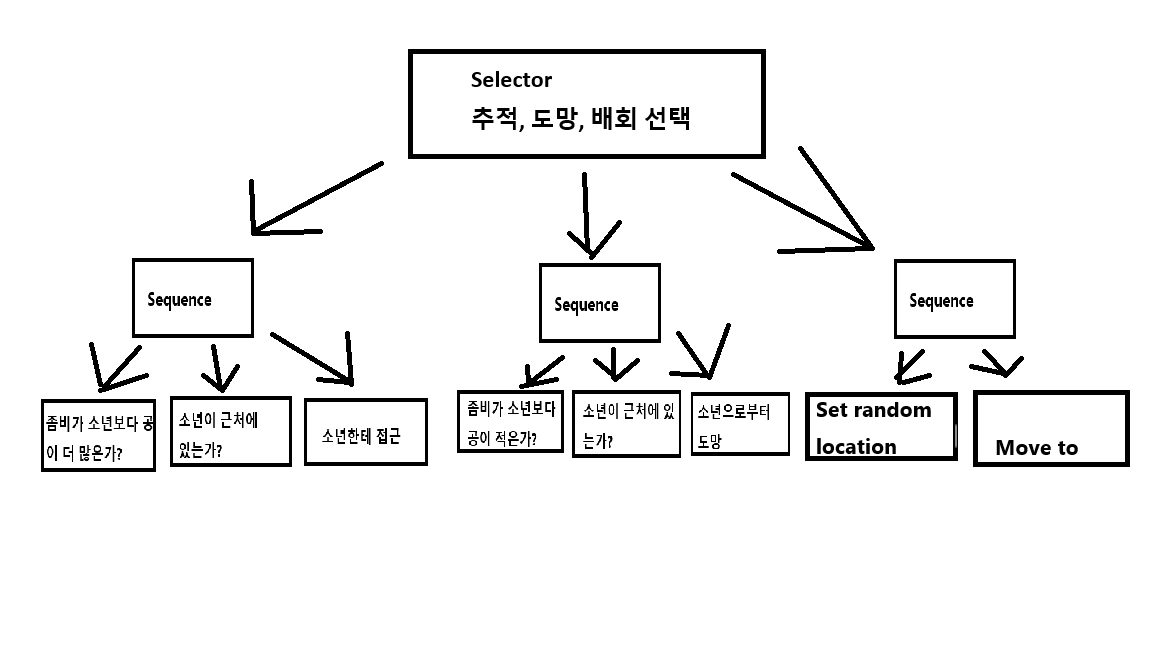 Selector
추적, 도망, 배회 선택
Sequence
Sequence
Sequence
좀비가 소년보다 공
이 더 많은가?
소년이 근처에
있는가?
소년한테 접근
좀비가 소년보다
공이 적은가?
소년이 근처에 있
는가?
소년으로부터
도망
Set random
location
Move to